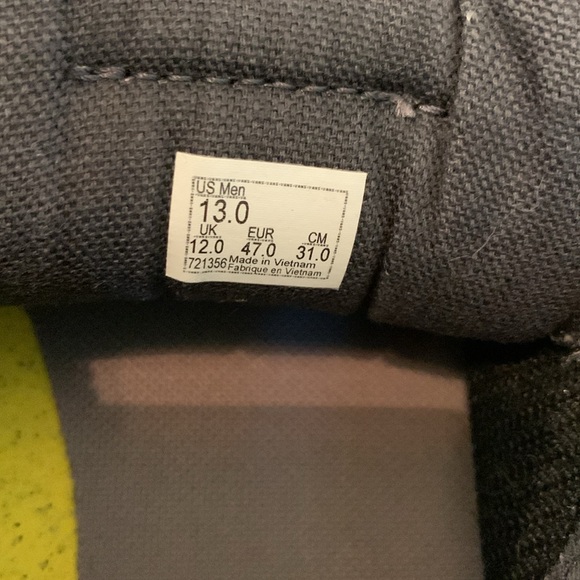 US Men
13.0
UK EUR CM
12.0 47.0 31.0
721356 Made in Vietnam
Fabrique en Vietnam